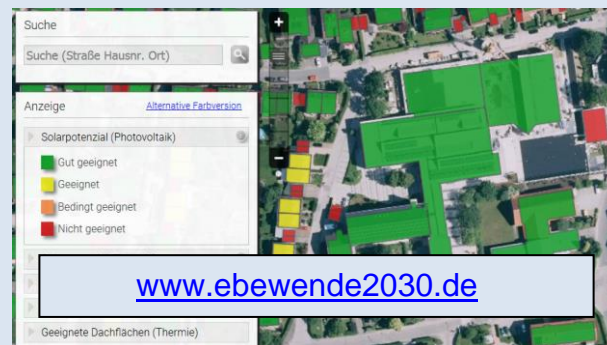 Suche
Suche (Straße Hausnr. Ort)
Anzeige Alternative Farbversion
Solarpotenzial (Photovoltaik)
Gut geeignet
Geeignet
Bedingt geeignet
Nicht geeignet
www.ebewende2030.de
Geeignete Dachflächen (Thermie)